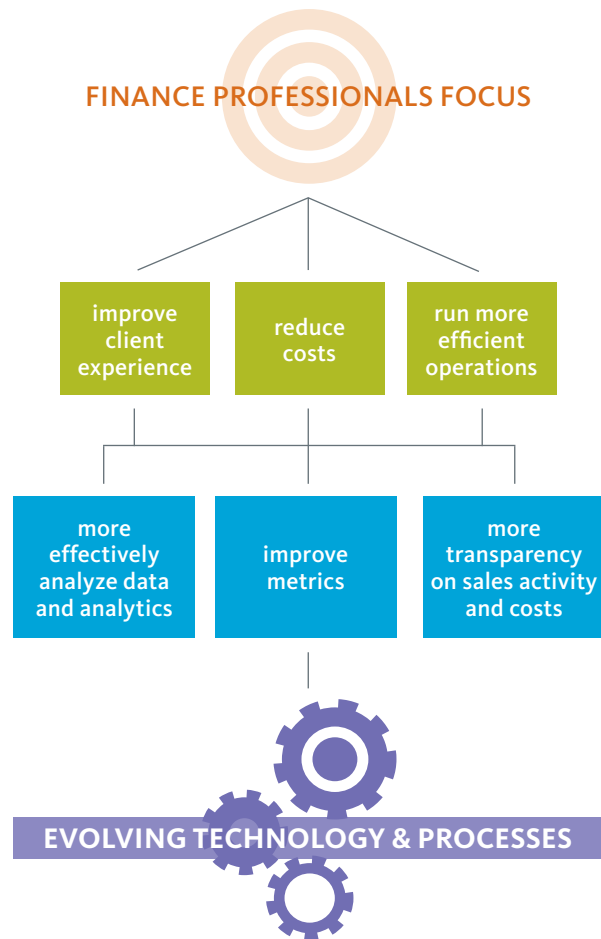 FINANCE PROFESSIONALS FOCUS
improve
client
experience
reduce
costs
run more
efficient
operations
more
effectively
analyze data
and analytics
improve
metrics
more
transparency
on sales activity
and costs
EVOLVING TECHNOLOGY & PROCESSES